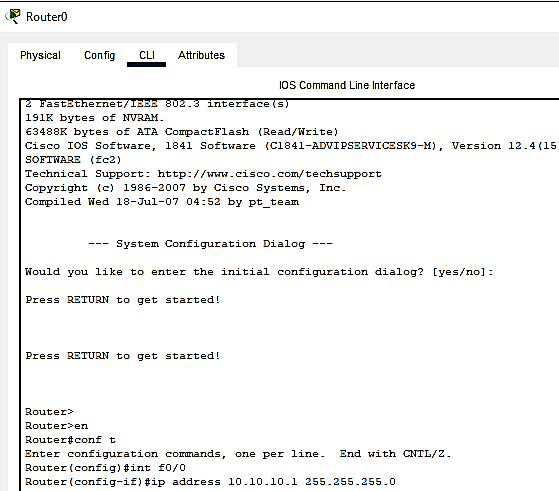 Router0
Physical Config CLI Attributes
IOS Command Line Interface
2 FastEthernet/IEEE 802.3 interface(s)
191K bytes of NVRAM.
63488K bytes of ATA CompactFlash (Read/Write)
Cisco IOS Software, 1841 Software (C1841-ADVIPSERVICESK9-M), Version 12.4(15
SOFTWARE (fc2)
Technical Support: http://www.cisco.com/techsupport
Copyright (c) 1986-2007 by Cisco Systems, Inc.
Compiled Wed 18-Jul-07 04:52 by pt_team
--- System Configuration Dialog ---
Would you like to enter the initial configuration dialog? [yes/no]:
Press RETURN to get started!
Press RETURN to get started!
Router>
Router>en
Router#conf t
Enter configuration commands, one per line.  End with CNTL/Z.
Router(config)#int f0/0
Router(config-if)#ip address 10.10.10.1 255.255.255.0